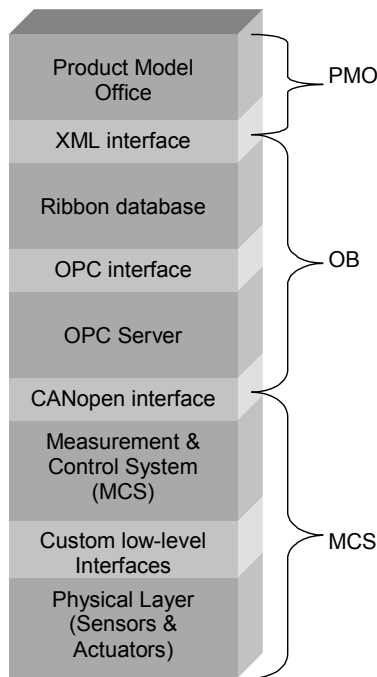 Product Model
Office
PMO
XML interface
Ribbon database
OPC interface
OB
OPC Server
CANopen interface
Measurement &
Control System
(MCS)
Custom low-level
Interfaces
MCS
Physical Layer
(Sensors &
Actuators)